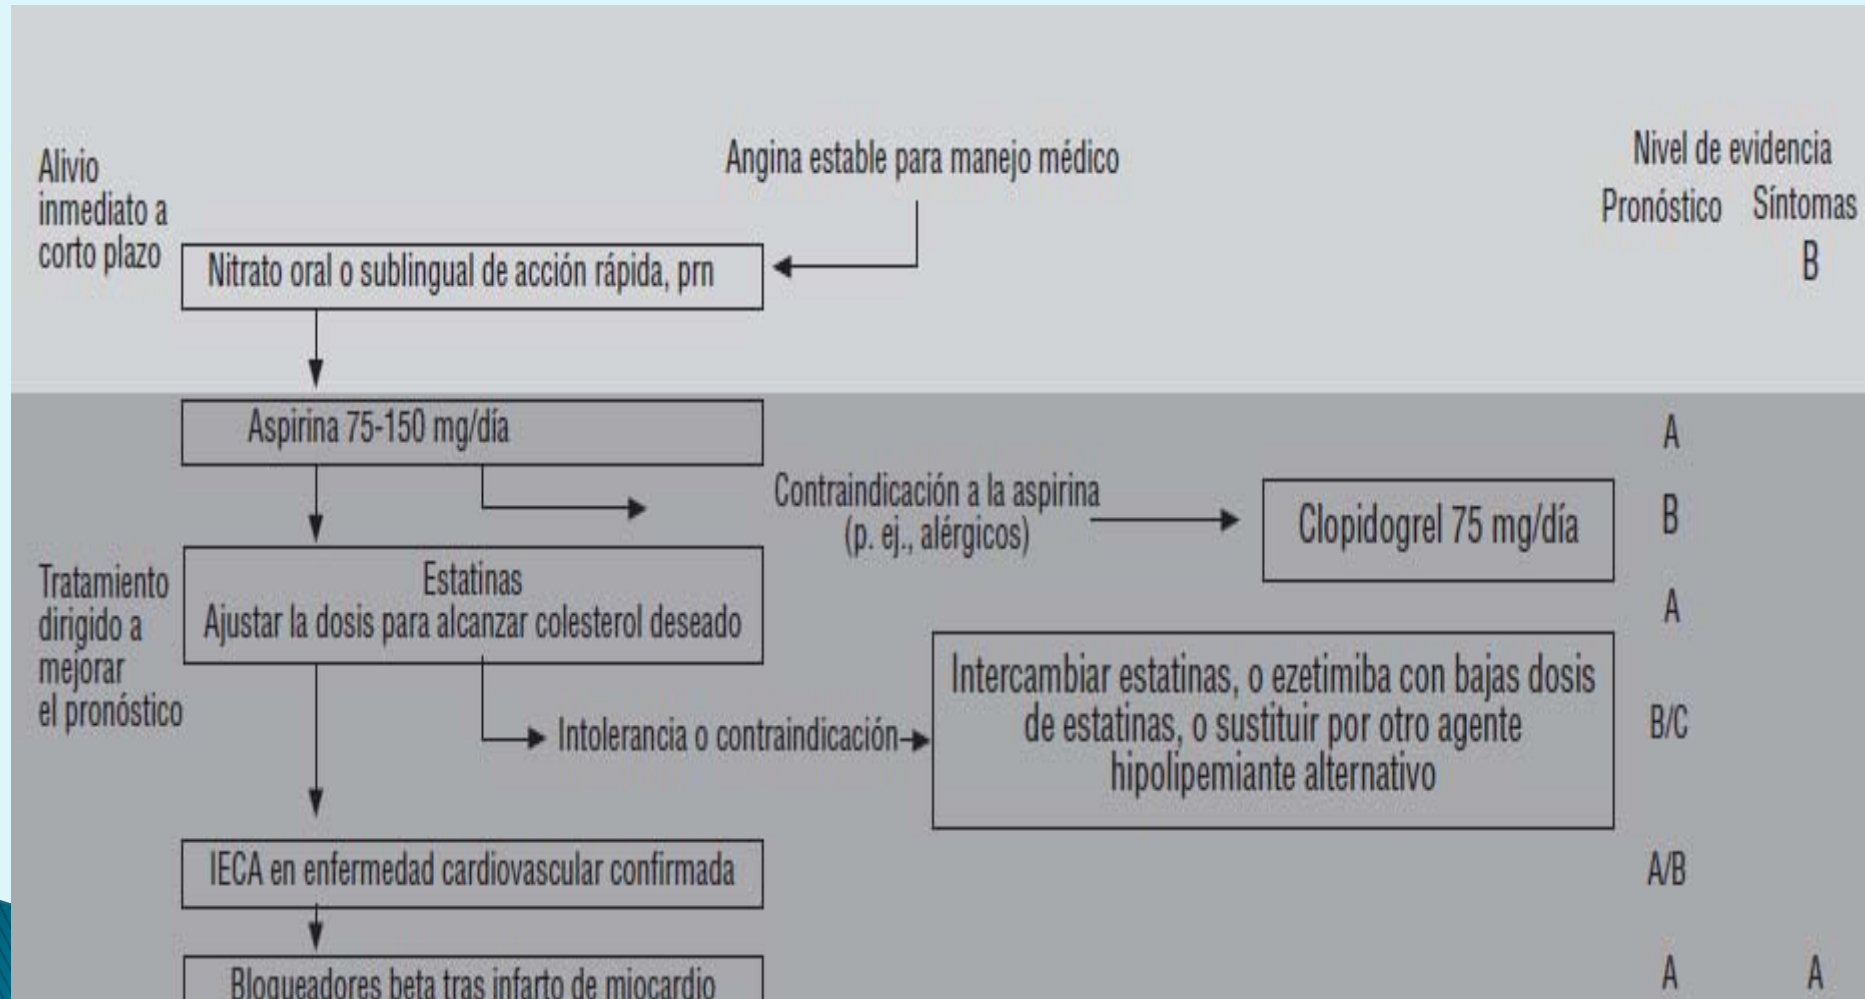 Angina estable para manejo médico
Nivel de evidencia
Pronóstico Síntomas
Alivio
inmediato a
corto plazo
Nitrato oral o sublingual de acción rápida, prn
B
Aspirina 75-150 mg/día
A
Contraindicación a la aspirina
(p. ej., alérgicos)
Clopidogrel 75 mg/día
B
Tratamiento
dirigido a
mejorar
el pronóstico
Estatinas
Ajustar la dosis para alcanzar colesterol deseado
A
Intolerancia o contraindicación
Intercambiar estatinas, o ezetimiba con bajas dosis
de estatinas, o sustituir por otro agente
hipolipemiante alternativo
B/C
IECA en enfermedad cardiovascular confirmada
A/B
Bloqueadores beta tras infarto de miocardio
A A